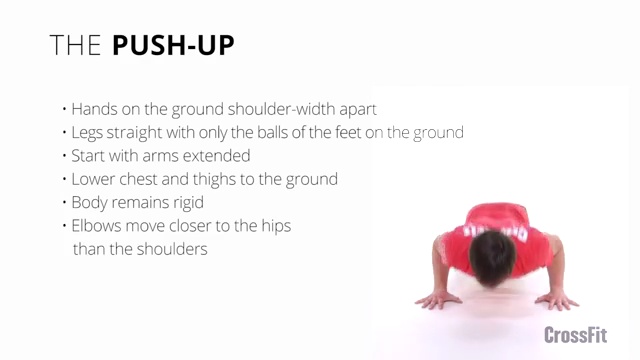 THE PUSH-UP
• Hands on the ground shoulder-width apart
• Legs straight with only the balls of the feet on the ground
• Start with arms extended
• Lower chest and thighs to the ground
• Body remains rigid
• Elbows move closer to the hips
than the shoulders
CrossFit